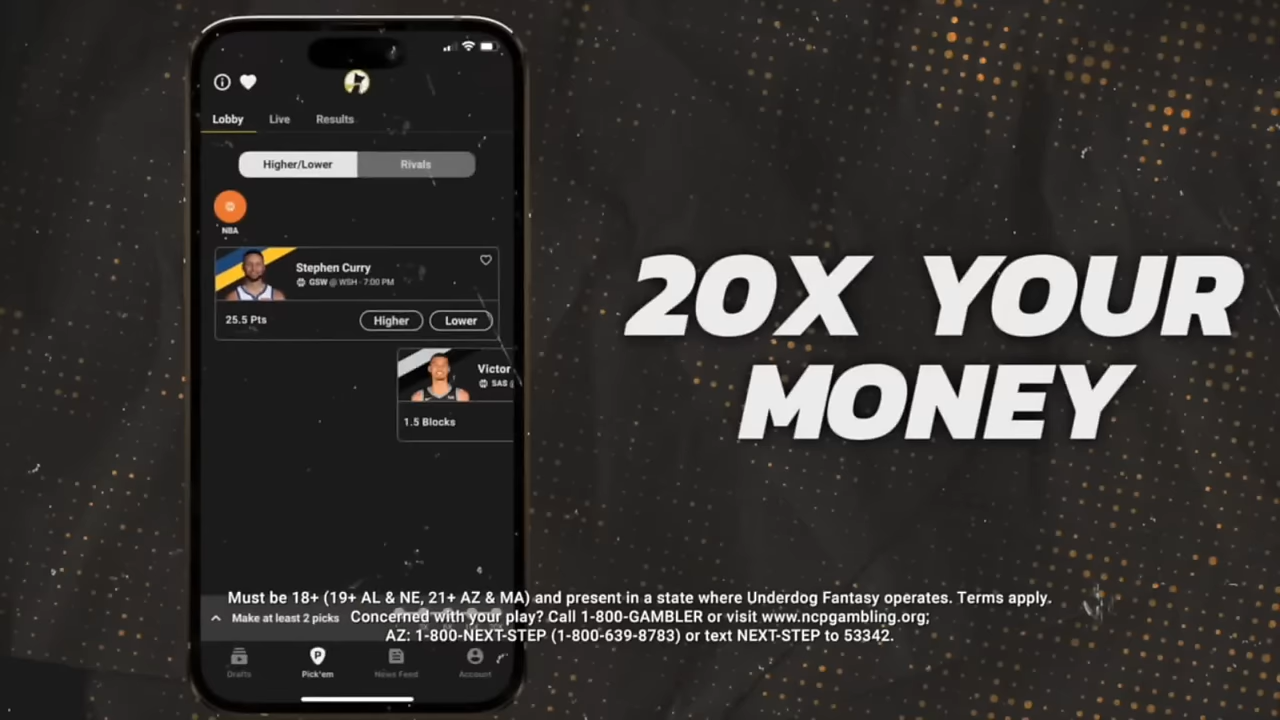 Lobby Live Results
Higher/Lower Rivals
NBA
Stephen Curry
GSW @ WSH - 7:00 PM
25.5 Pts Higher Lower
Victor
SAS @
1.5 Blocks
20X YOUR
MONEY
Must be 18+ (19+ AL & NE, 21+ AZ & MA) and present in a state where Underdog Fantasy operates. Terms apply.
Make at least 2 picks
Concerned with your play? Call 1-800-GAMBLER or visit www.ncpgambling.org;
AZ: 1-800-NEXT-STEP (1-800-639-8783) or text NEXT-STEP to 53342.
Drafts Pick'em News Feed Account